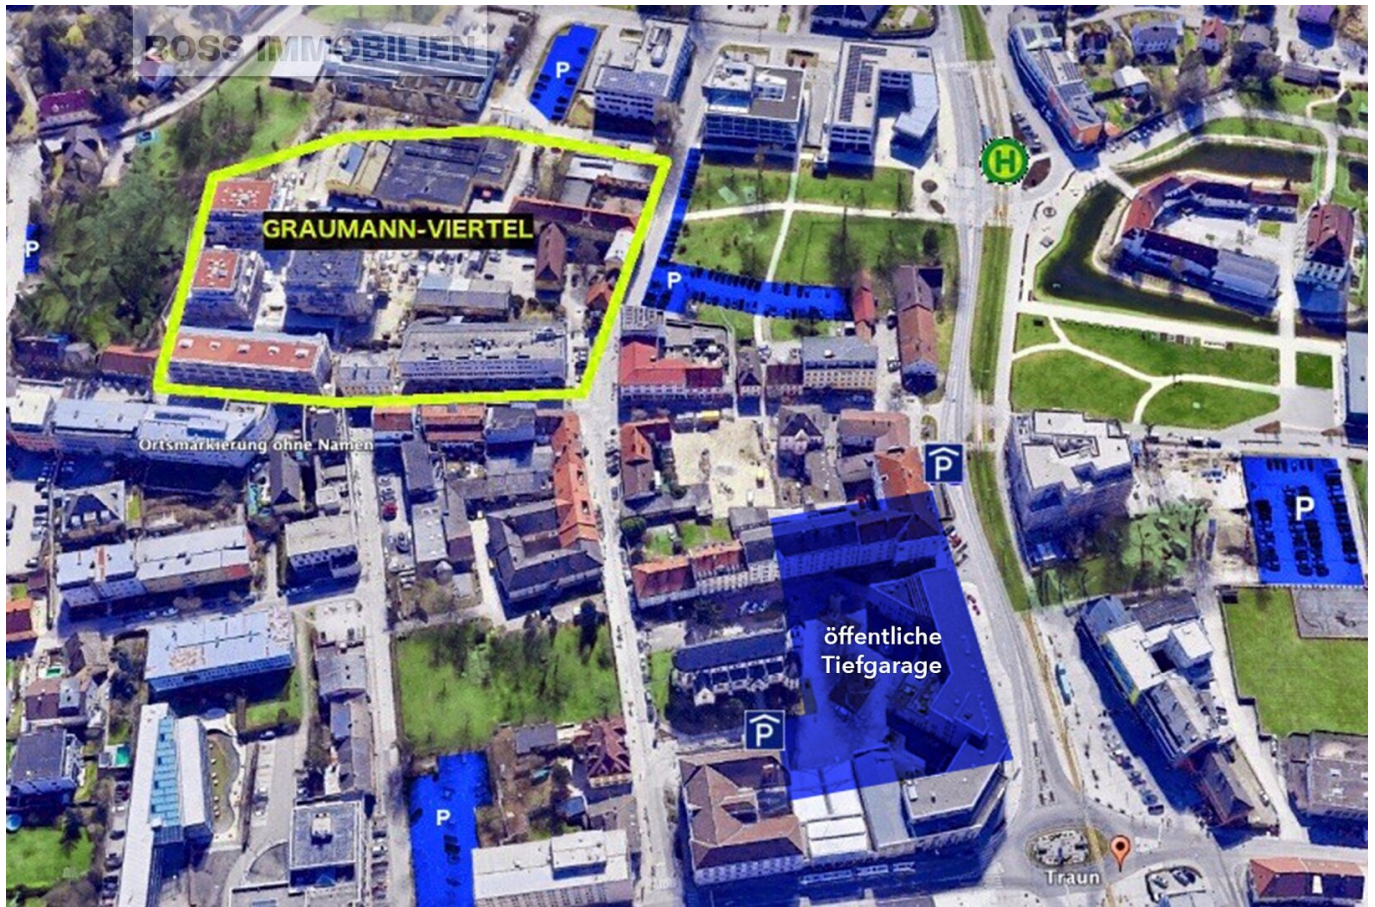 ROSS IMMOBILIEN
P
H
P
GRAUMANN-VIERTEL
P
Ortsmarkierung ohne Namen
P
P
öffentliche
Tiefgarage
P
P
Traun